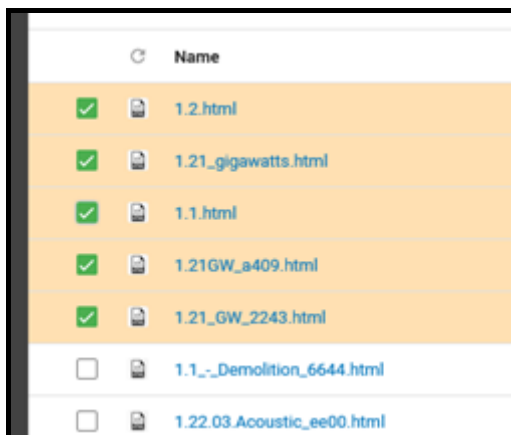 Name
1.2.html
1.21_gigawatts.html
1.1.html
1.21GW_a409.html
1.21_GW_2243.html
1.1_-_Demolition_6644.html
1.22.03.Acoustic_ee00.html